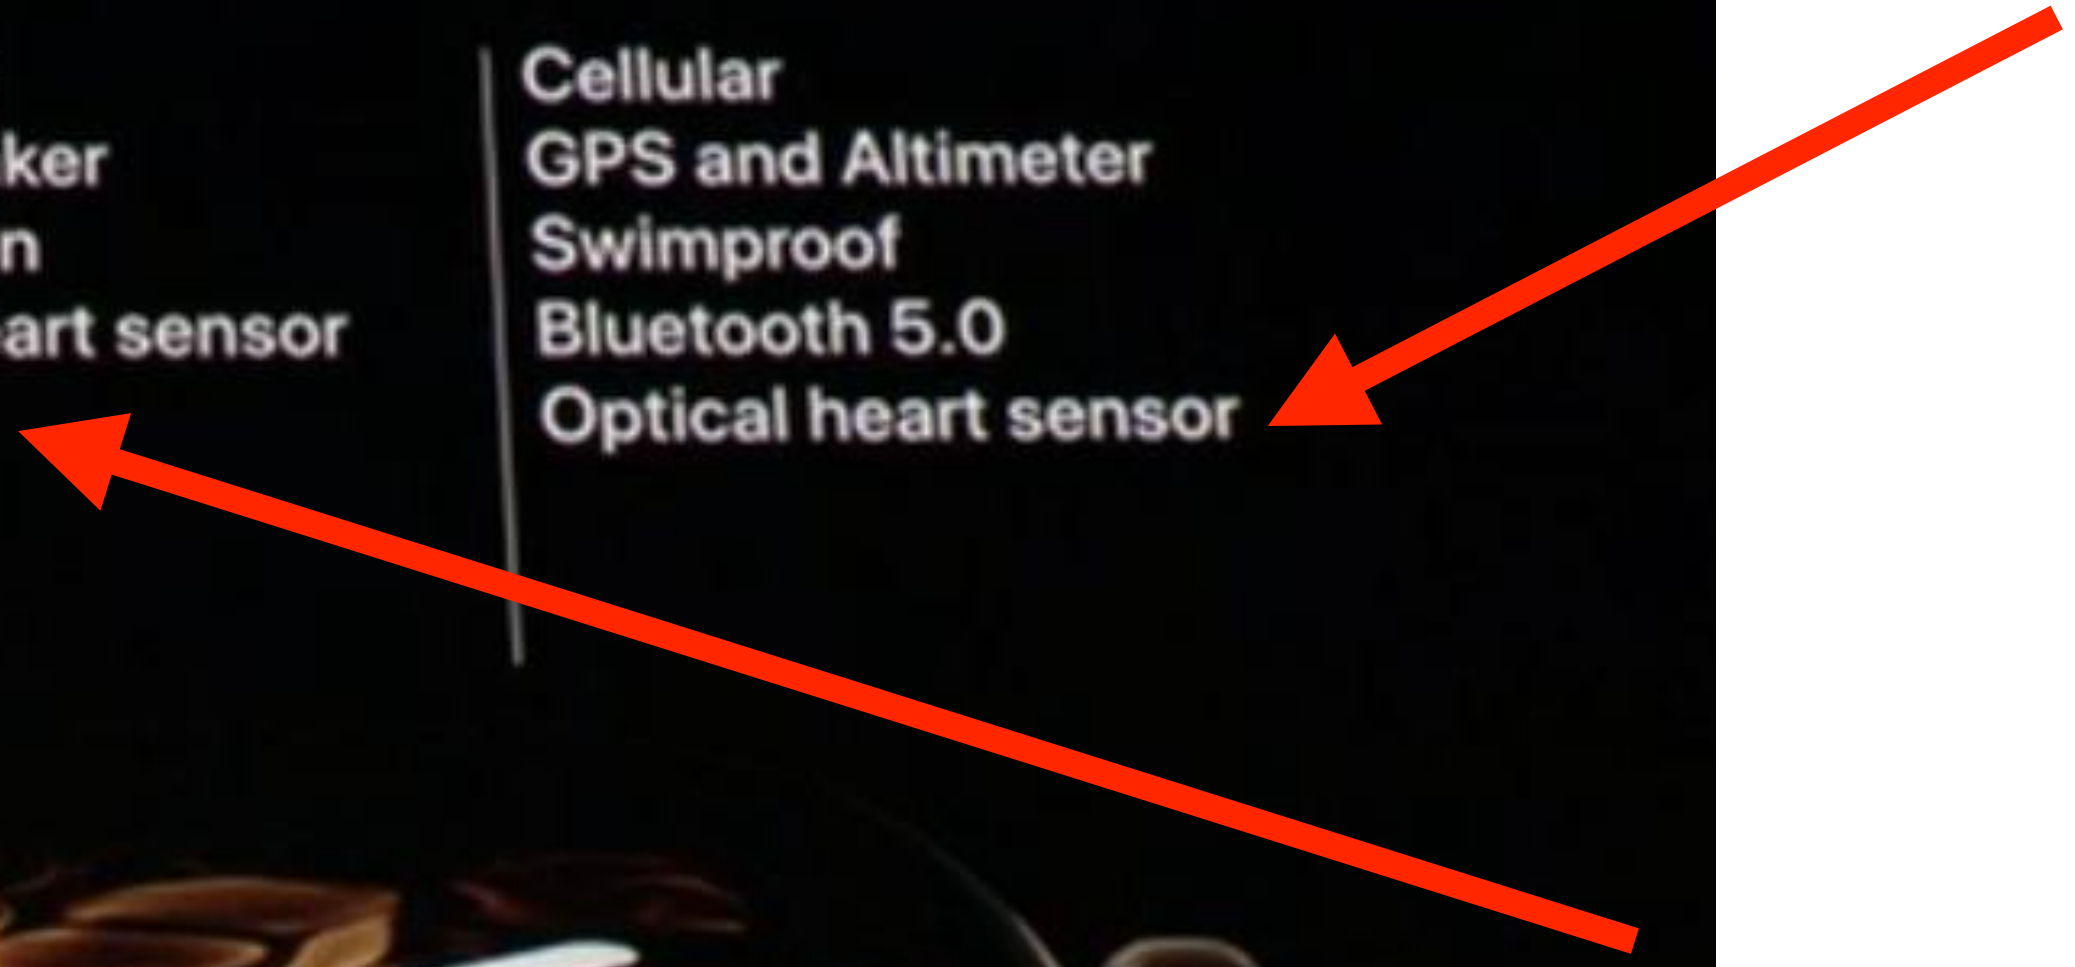 ker
n
art sensor
Cellular
GPS and Altimeter
Swimproof
Bluetooth 5.0
Optical heart sensor